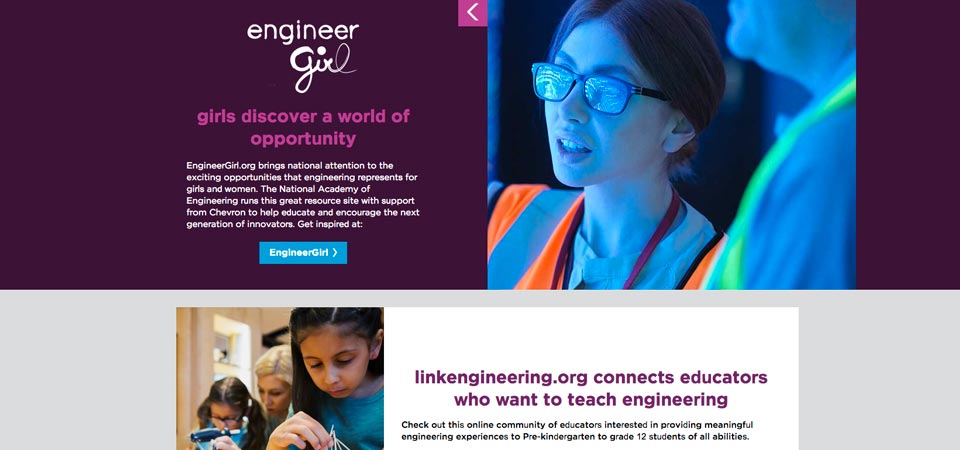 engineer
girl
girls discover a world of
opportunity
EngineerGirl.org brings national attention to the
exciting opportunities that engineering represents for
girls and women. The National Academy of
Engineering runs this great resource site with support
from Chevron to help educate and encourage the next
generation of innovators. Get inspired at:
EngineerGirl
linkengineering.org connects educators
who want to teach engineering
Check out this online community of educators interested in providing meaningful
engineering experiences to Pre-kindergarten to grade 12 students of all abilities.